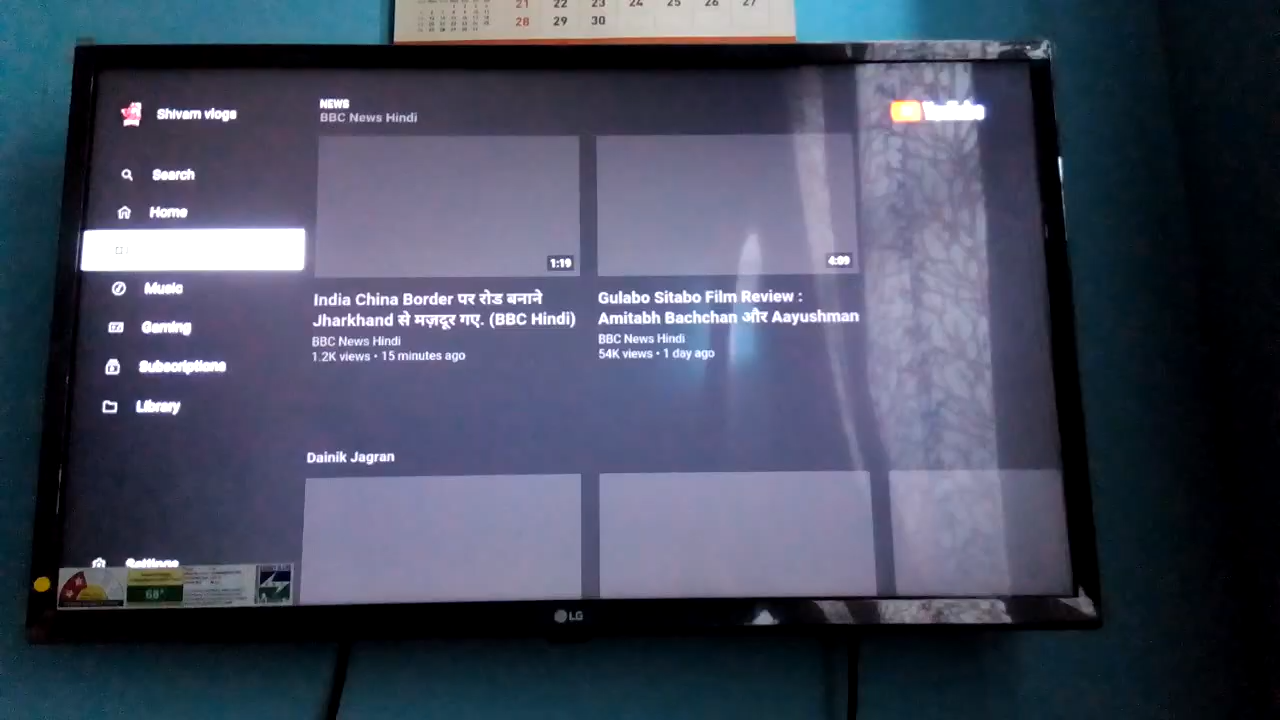 21 22 23 24 25 26 27
28 29 30
Shivam vlogs
Search
Home
Music
Gaming
Subscriptions
Library
Settings
NEWS
BBC News Hindi
1:19
4:09
India China Border पर रोड बनाने
Jharkhand से मज़दूर गए. (BBC Hindi)
BBC News Hindi
1.2K views • 15 minutes ago
Gulabo Sitabo Film Review :
Amitabh Bachchan और Aayushman
BBC News Hindi
54K views • 1 day ago
Dainik Jagran
YouTube
LG